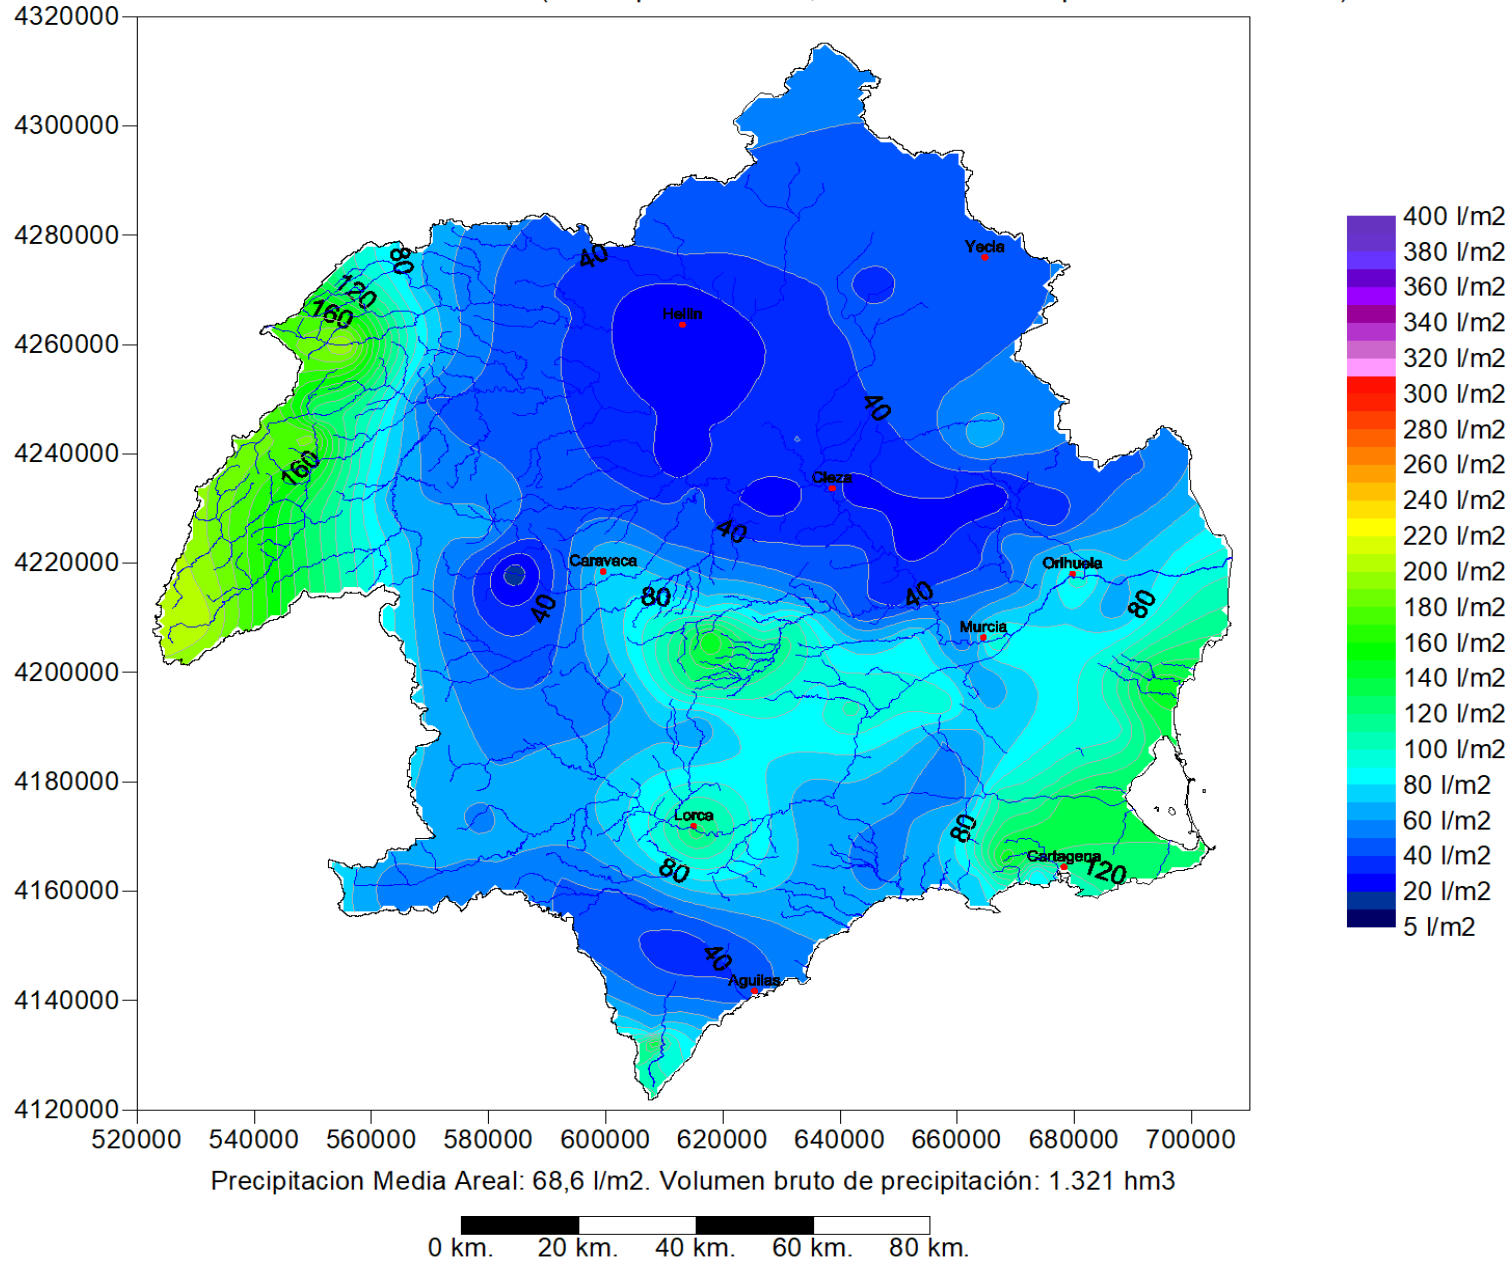 4320000
4300000
4280000
4260000
4240000
4220000
4200000
4180000
4160000
4140000
4120000
520000 540000 560000 580000 600000 620000 640000 660000 680000 700000
Yecla
Hellin
Cieza
Caravaca
Orihuela
Murcia
Lorca
Cartagena
Aguilas
80
120
160
160
40
40
40
40
40
80
80
80
80
120
40
400 l/m2
380 l/m2
360 l/m2
340 l/m2
320 l/m2
300 l/m2
280 l/m2
260 l/m2
240 l/m2
220 l/m2
200 l/m2
180 l/m2
160 l/m2
140 l/m2
120 l/m2
100 l/m2
80 l/m2
60 l/m2
40 l/m2
20 l/m2
5 l/m2
Precipitacion Media Areal: 68,6 l/m2. Volumen bruto de precipitación: 1.321 hm3
0 km. 20 km. 40 km. 60 km. 80 km.